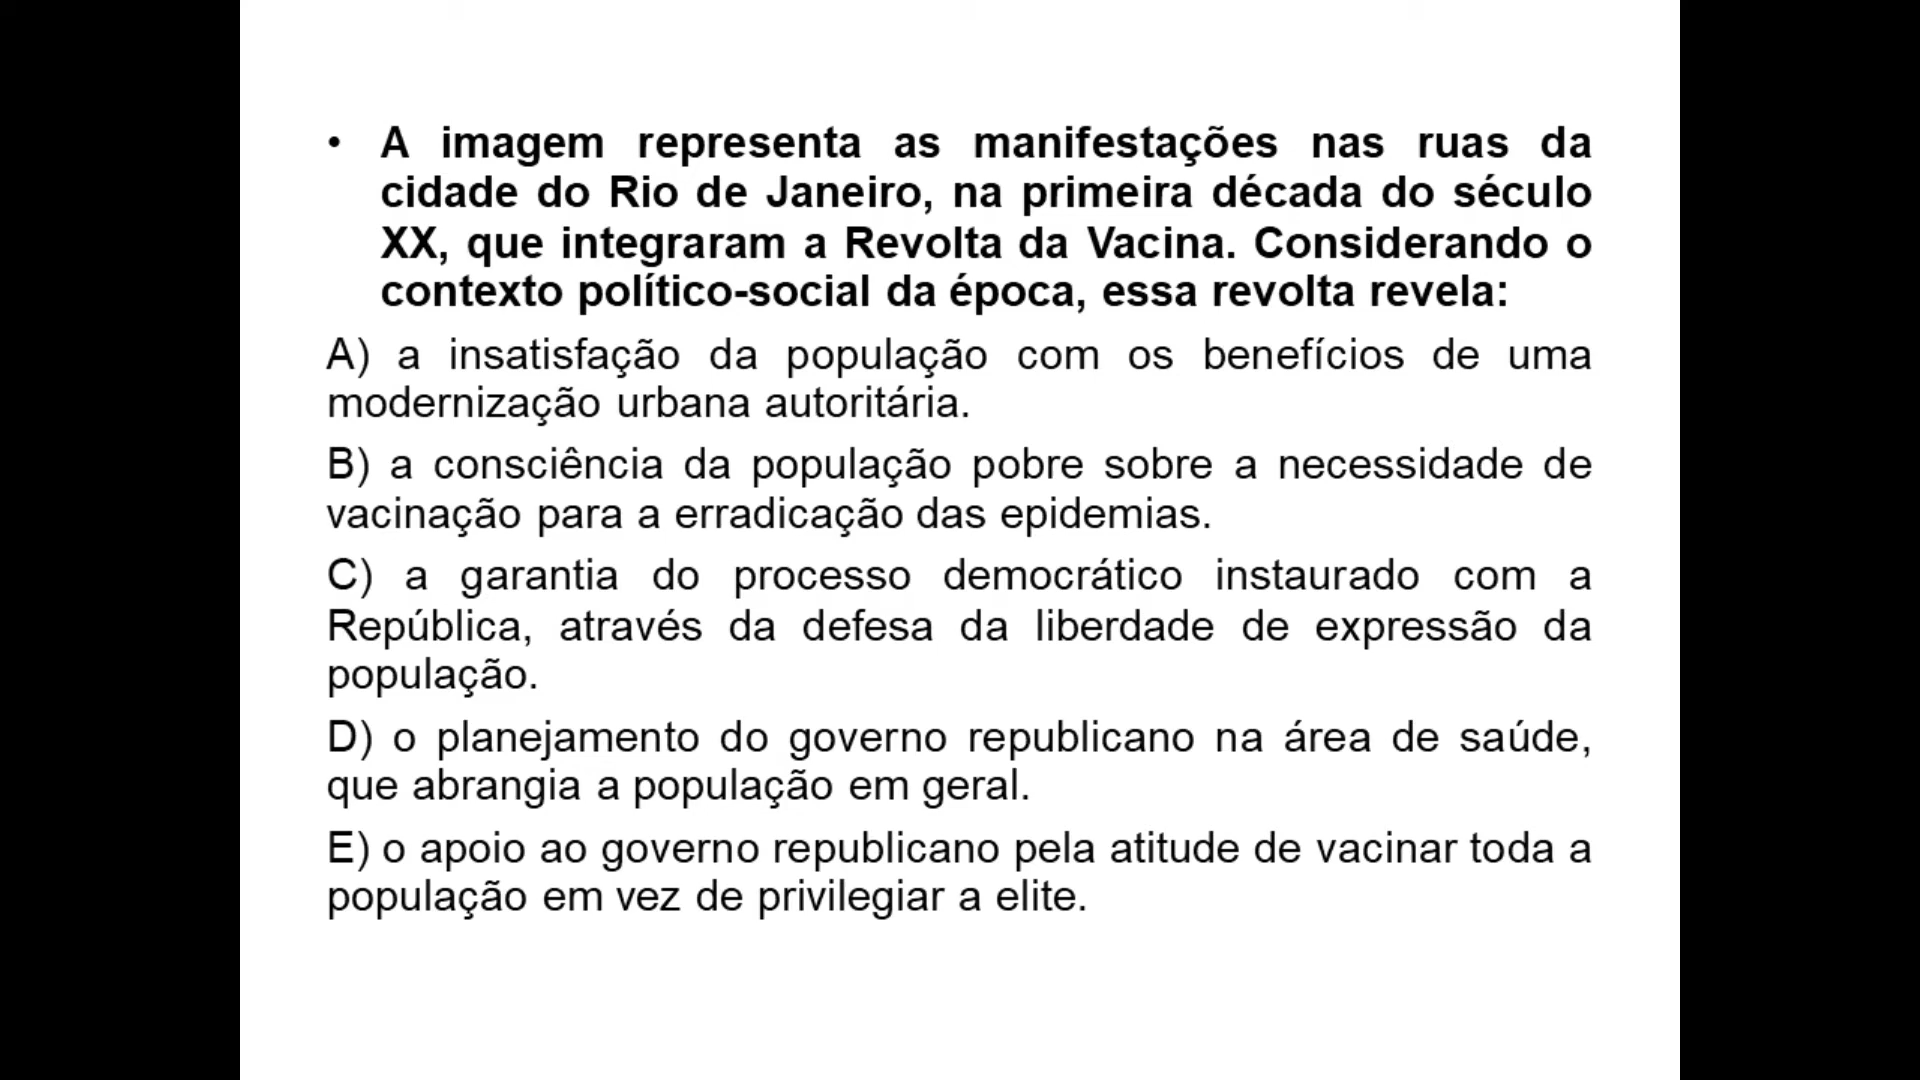 • A imagem representa as manifestações nas ruas da
cidade do Rio de Janeiro, na primeira década do século
XX, que integraram a Revolta da Vacina. Considerando o
contexto político-social da época, essa revolta revela:
A) a insatisfação da população com os benefícios de uma
modernização urbana autoritária.
B) a consciência da população pobre sobre a necessidade de
vacinação para a erradicação das epidemias.
C) a garantia do processo democrático instaurado com a
República, através da defesa da liberdade de expressão da
população.
D) o planejamento do governo republicano na área de saúde,
que abrangia a população em geral.
E) o apoio ao governo republicano pela atitude de vacinar toda a
população em vez de privilegiar a elite.